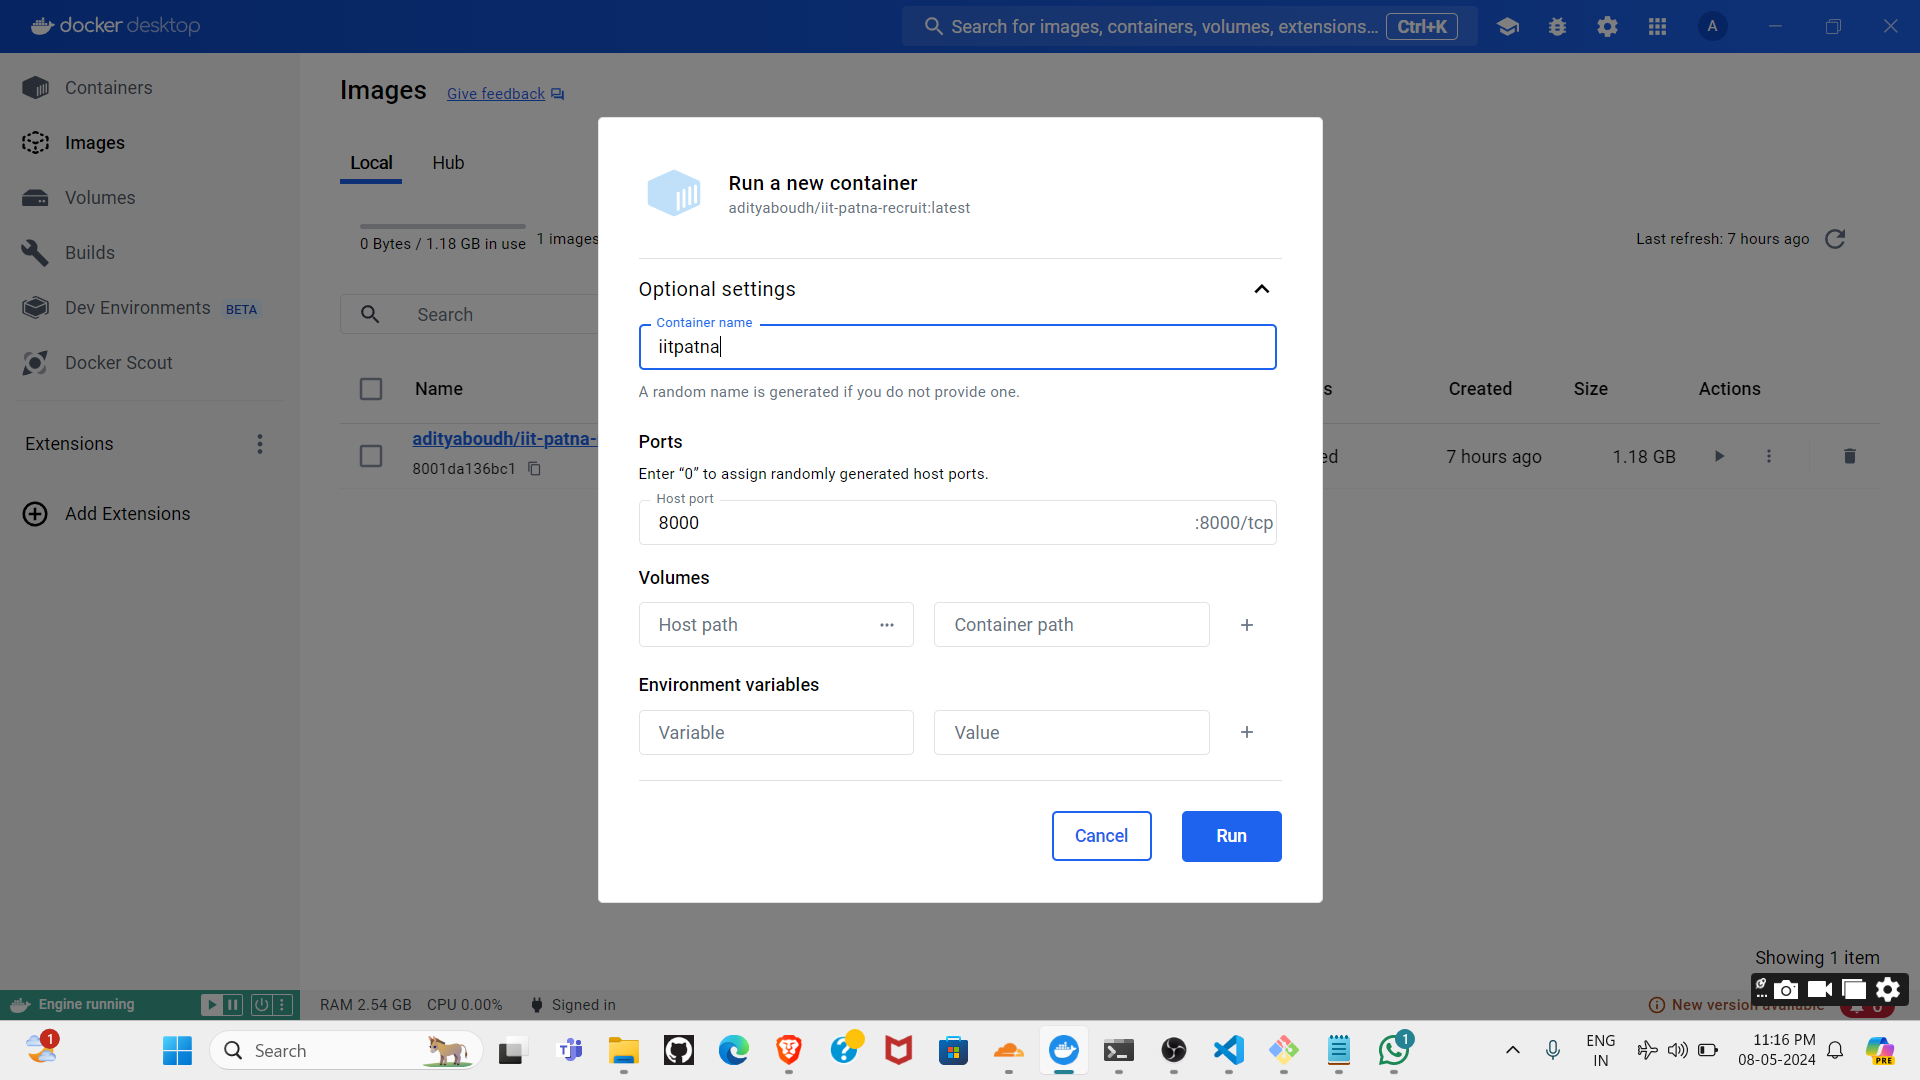 docker desktop
Search for images, containers, volumes, extensions... Ctrl+K
A
Containers
Images
Volumes
Builds
Dev Environments BETA
Docker Scout
Extensions
Add Extensions
Images Give feedback
Local Hub
0 Bytes / 1.18 GB in use 1 images
Last refresh: 7 hours ago
Search
Name
s Created Size Actions
adityaboudh/iit-patna-
8001da136bc1
ed 7 hours ago 1.18 GB
Run a new container
adityaboudh/iit-patna-recruit:latest
Optional settings
Container name
iitpatna
A random name is generated if you do not provide one.
Ports
Enter “0” to assign randomly generated host ports.
Host port
8000 :8000/tcp
Volumes
Host path ... Container path +
Environment variables
Variable Value +
Cancel Run
Showing 1 item
Engine running
RAM 2.54 GB CPU 0.00% Signed in
New version available
1
Search
1
ENG
IN
11:16 PM
08-05-2024
PRE